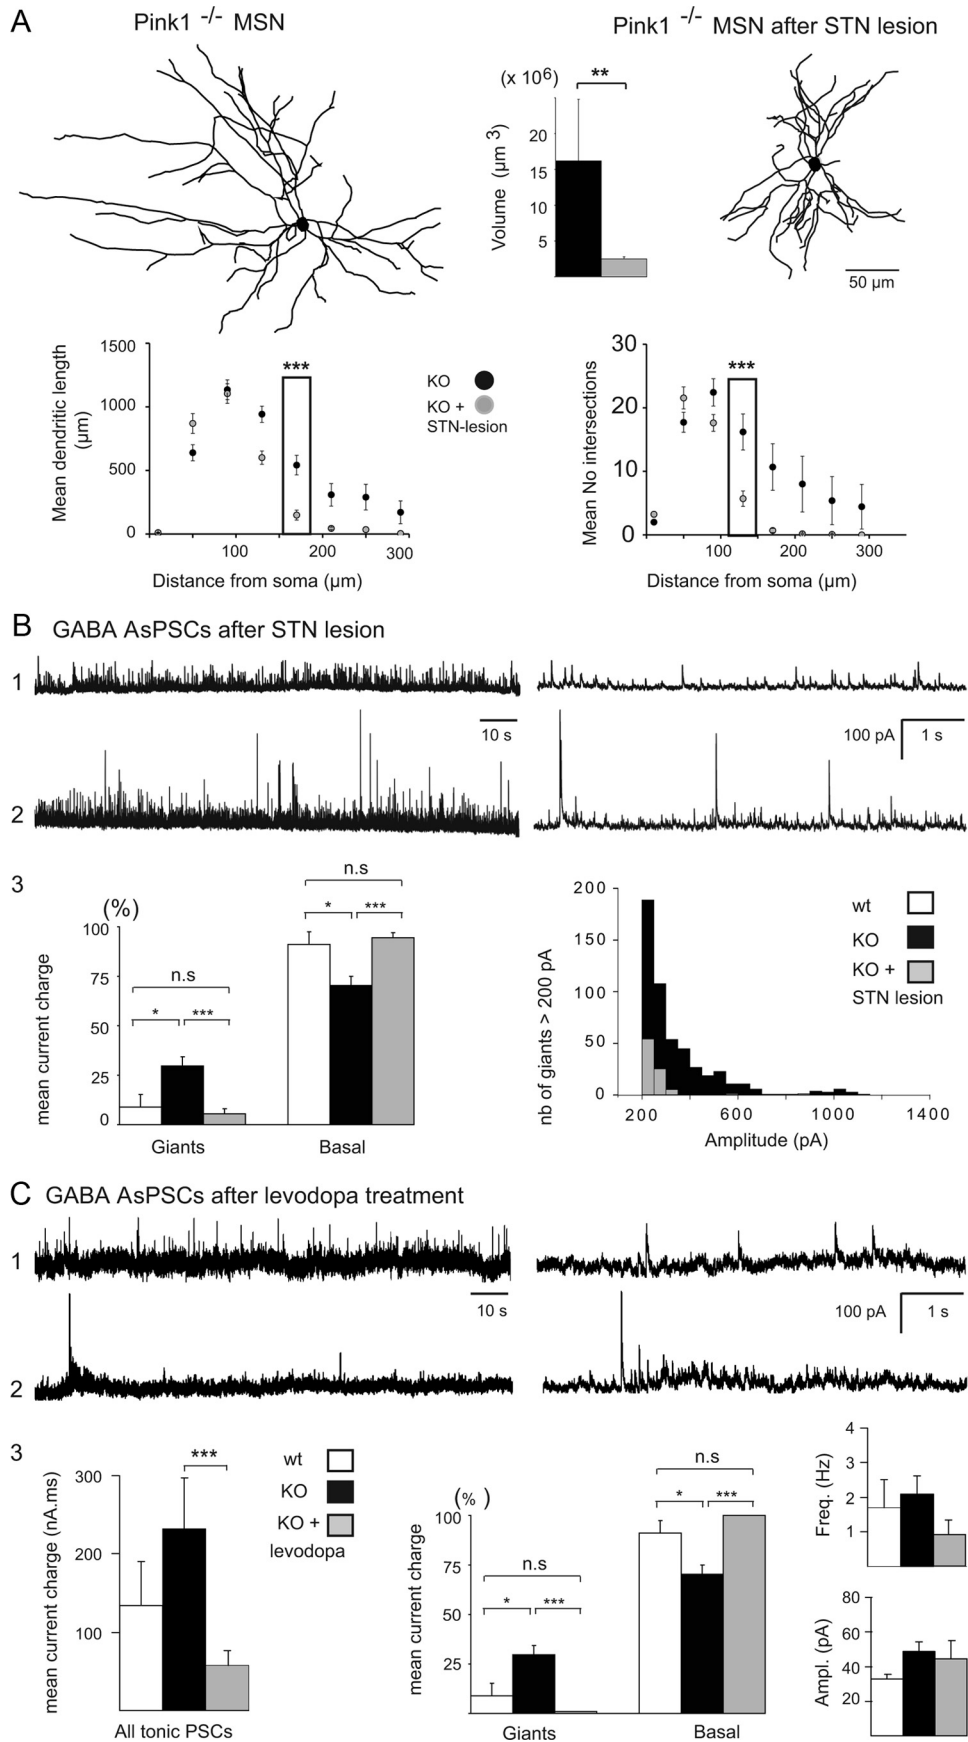 A
Pink1 -/- MSN
Pink1 -/- MSN after STN lesion
(x 10⁶)
**
Volume (µm ³)
20
15
10
5
50 µm
Mean dendritic length
(µm)
1500
1000
500
0
***
100
200
300
Distance from soma (µm)
KO
KO +
STN-lesion
Mean No intersections
30
20
10
0
***
0
100
200
300
Distance from soma (µm)
B
GABA AsPSCs after STN lesion
1
10 s
100 pA
1 s
2
3
(%)
mean current charge
100
75
50
25
0
n.s
*
***
n.s
*
***
Giants
Basal
nb of giants > 200 pA
200
150
100
50
0
200
600
1000
1400
Amplitude (pA)
wt
KO
KO +
STN lesion
C
GABA AsPSCs after levodopa treatment
1
10 s
100 pA
1 s
2
3
mean current charge (nA.ms)
300
200
100
***
All tonic PSCs
wt
KO
KO +
levodopa
(% )
mean current charge
100
75
50
25
n.s
*
***
n.s
*
***
Giants
Basal
Freq. (Hz)
4
3
2
1
Ampl. (pA)
80
60
40
20